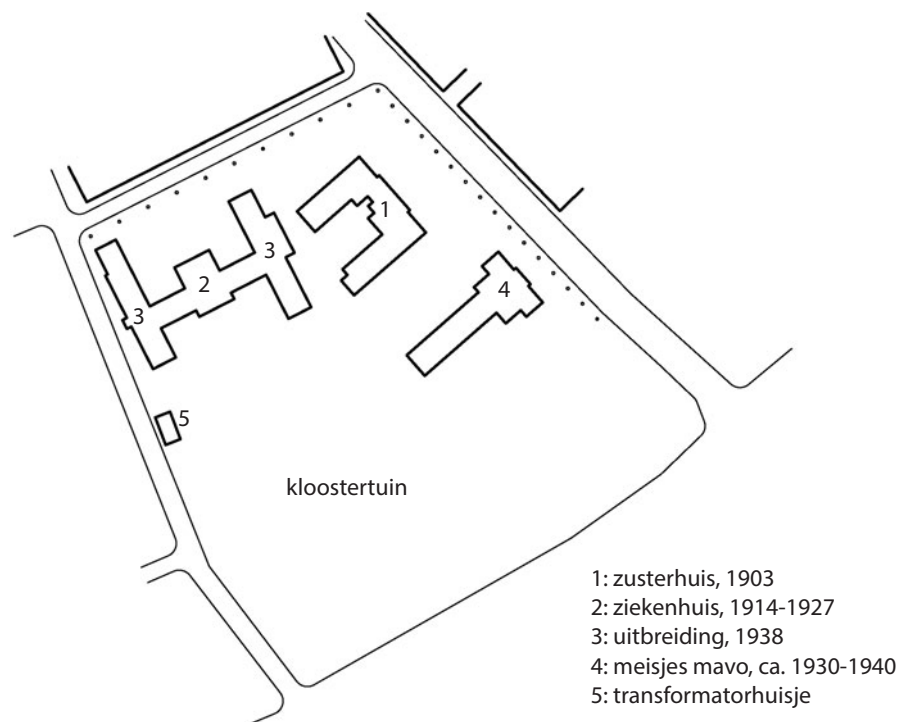 1
3
2
4
3
5
kloostertuin
1: zusterhuis, 1903
2: ziekenhuis, 1914-1927
3: uitbreiding, 1938
4: meisjes mavo, ca. 1930-1940
5: transformatorhuisje